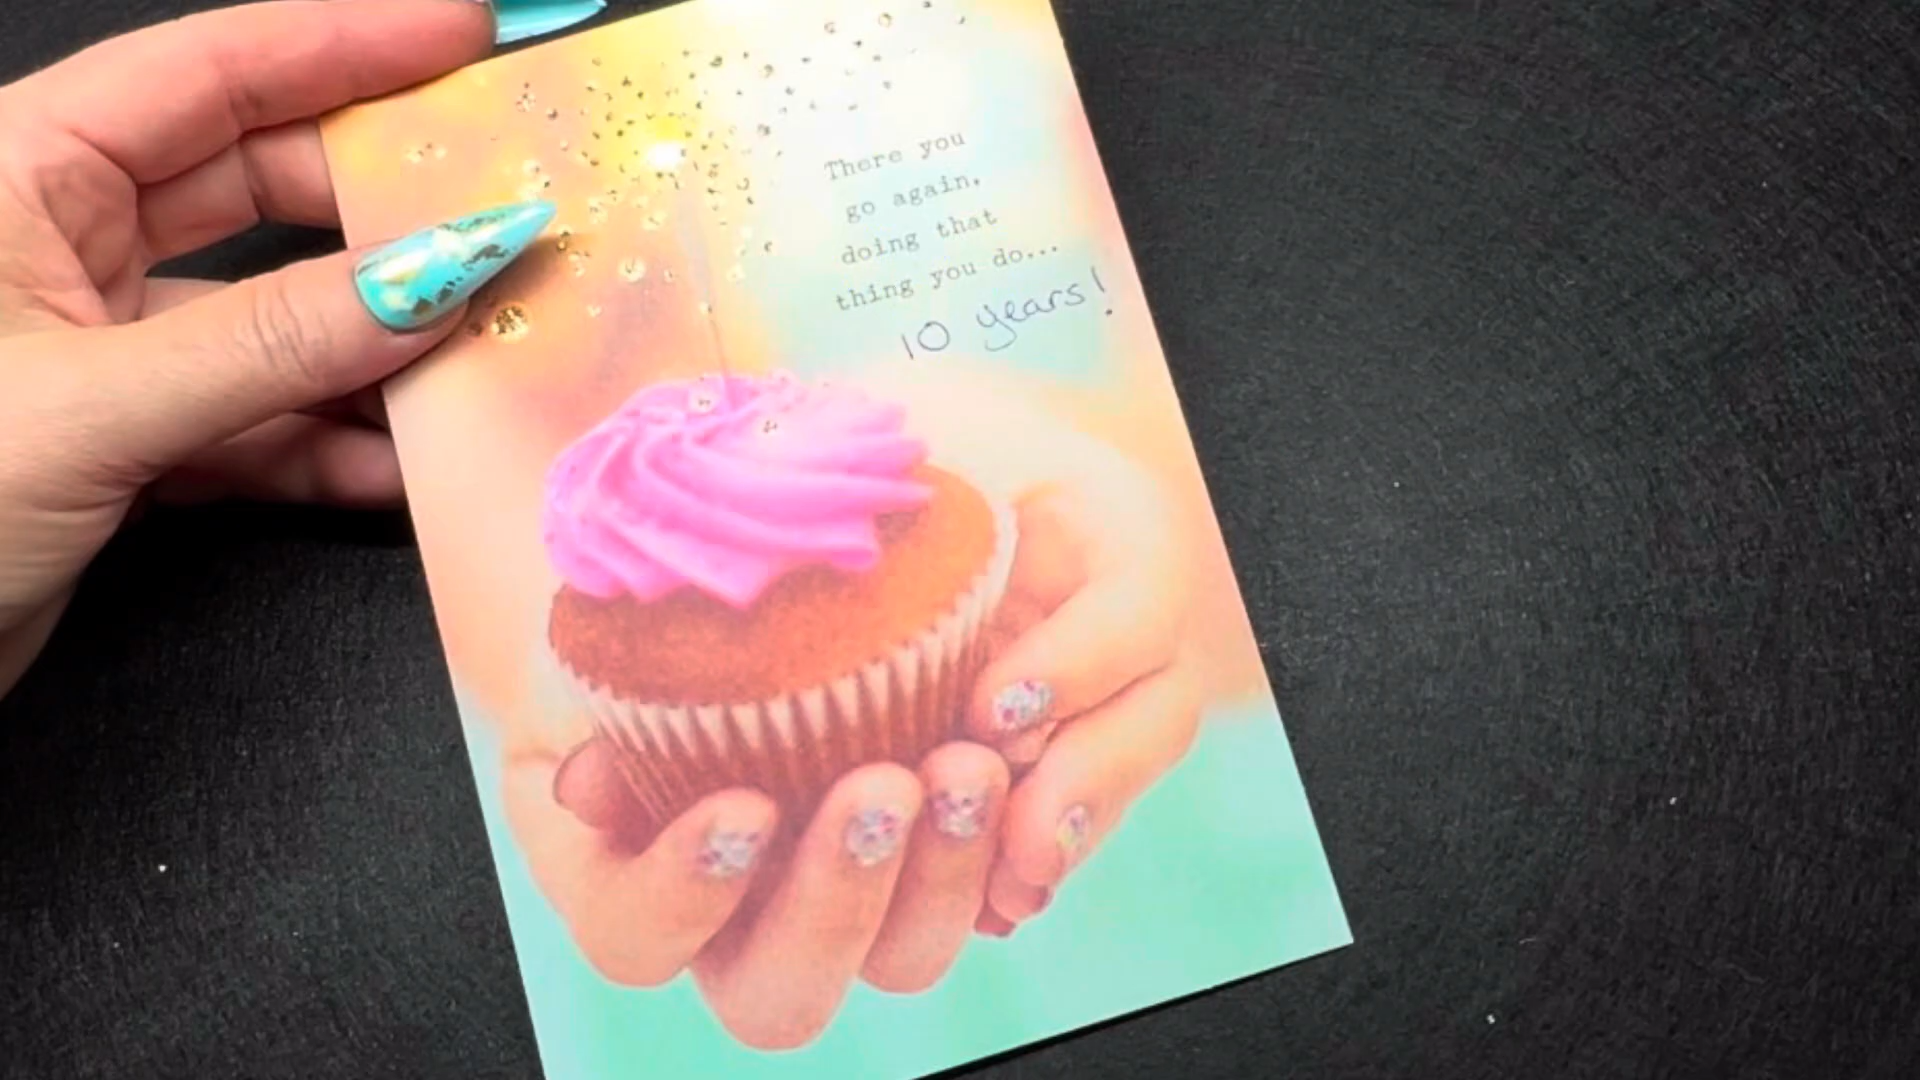 There you
go again,
doing that
thing you do...
10 years!